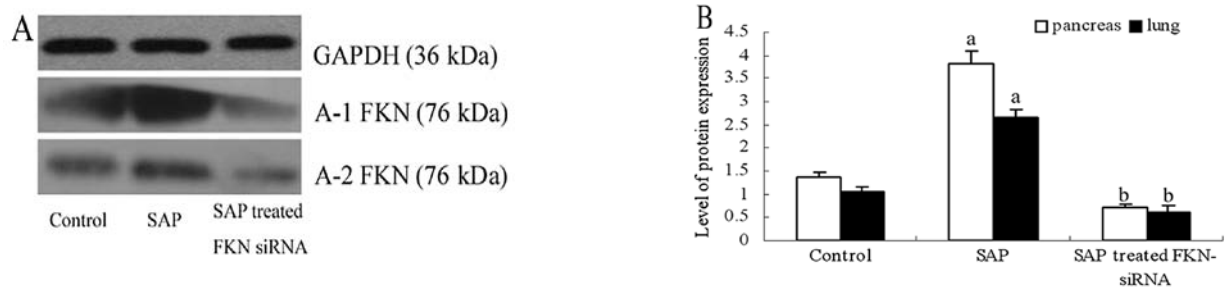 A
GAPDH (36 kDa)
A-1 FKN (76 kDa)
A-2 FKN (76 kDa)
Control
SAP
SAP treated
FKN siRNA
B
pancreas
lung
Level of protein expression
4.5
4
3.5
3
2.5
2
1.5
1
0.5
0
a
a
b
b
Control
SAP
SAP treated FKN-
siRNA